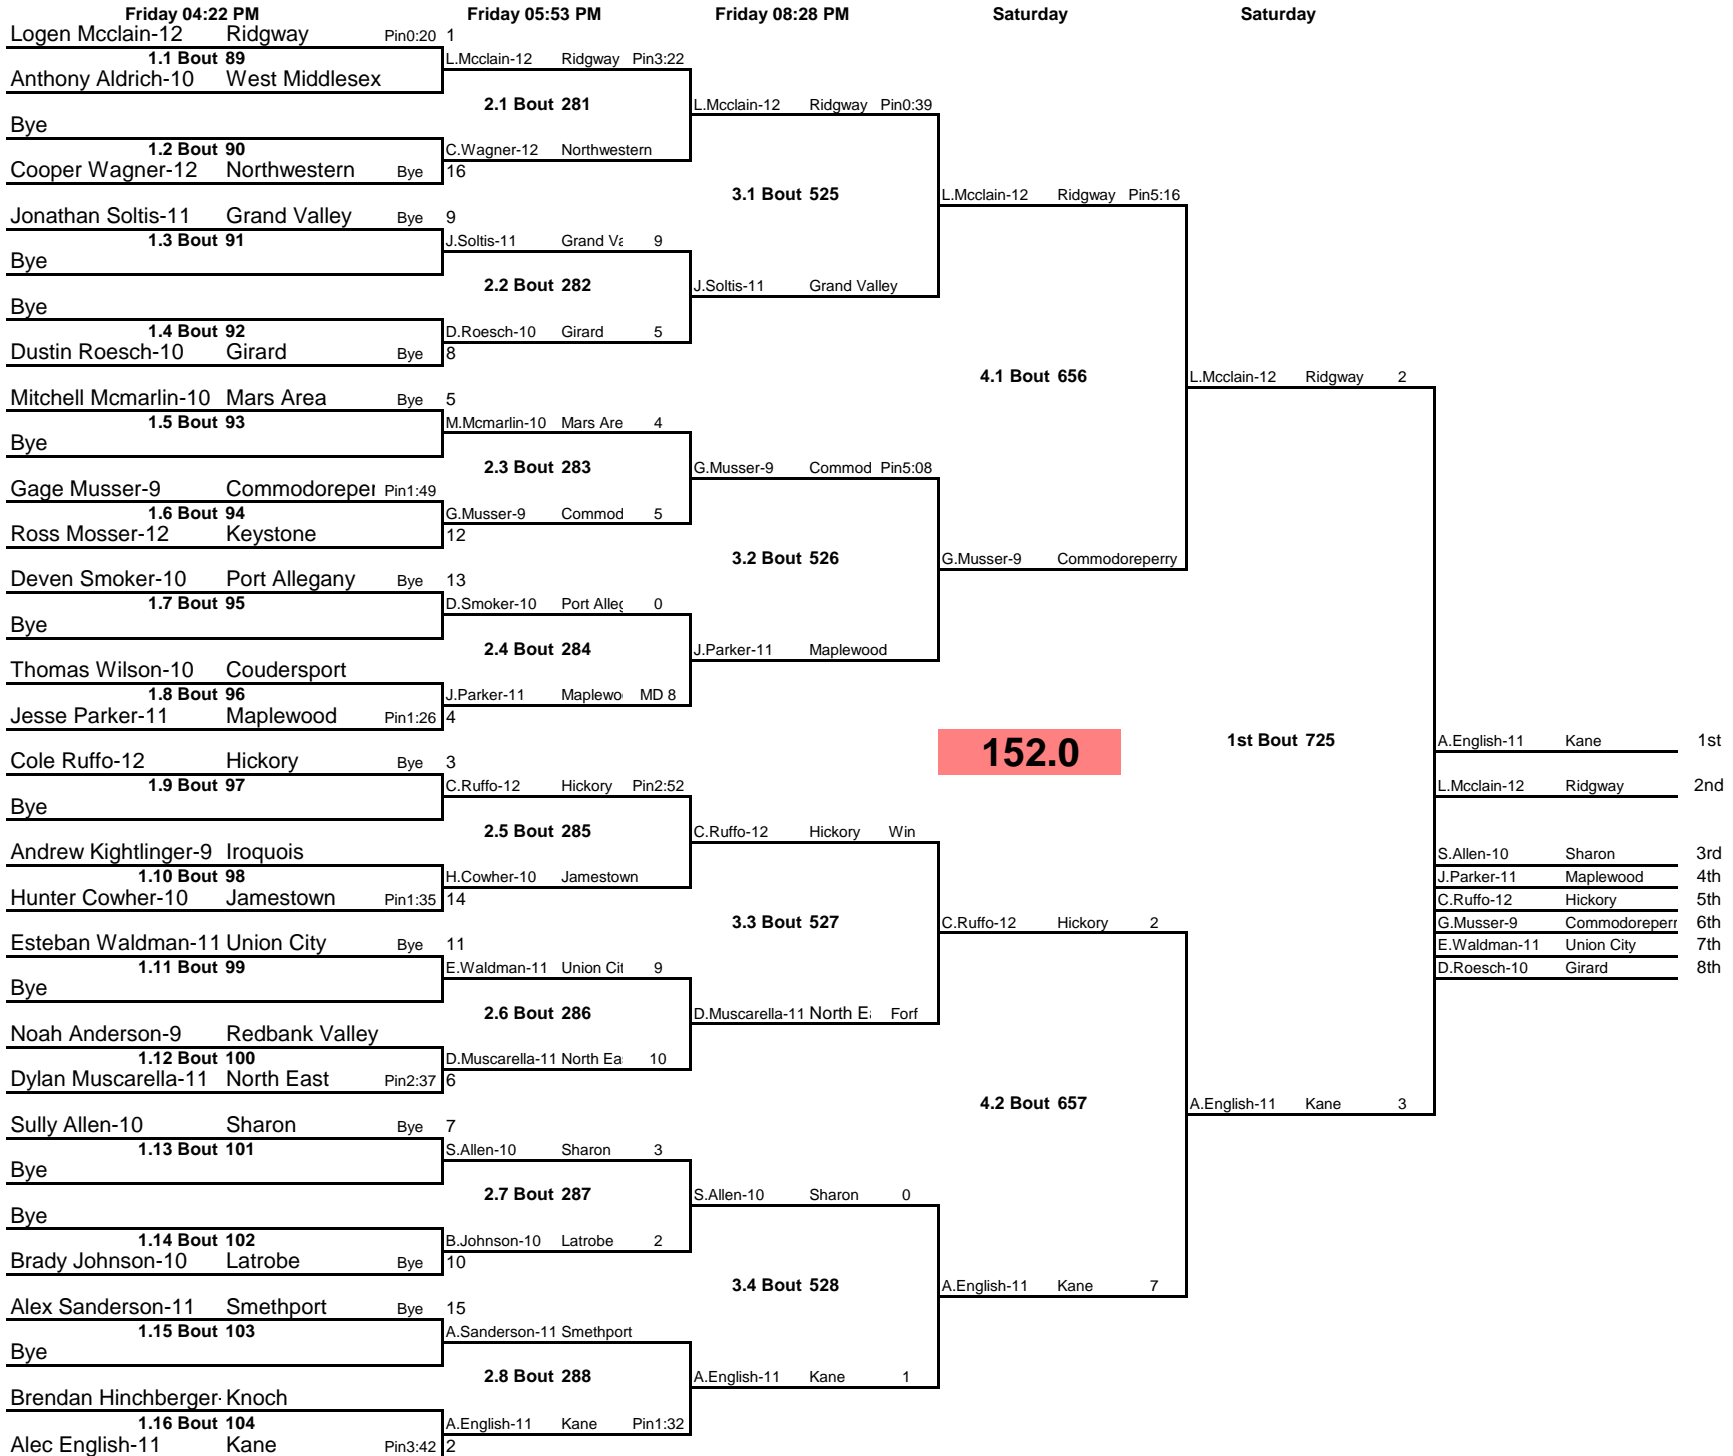 Friday 04:22 PM Friday 05:53 PM Friday 08:28 PM Saturday Saturday
Logen Mcclain-12 Ridgway Pin0:20 1
1.1 Bout 89
L.Mcclain-12 Ridgway Pin3:22
Anthony Aldrich-10 West Middlesex
2.1 Bout 281
L.Mcclain-12 Ridgway Pin0:39
Bye
1.2 Bout 90
C.Wagner-12 Northwestern
Cooper Wagner-12 Northwestern Bye 16
3.1 Bout 525
L.Mcclain-12 Ridgway Pin5:16
Jonathan Soltis-11 Grand Valley Bye 9
1.3 Bout 91
J.Soltis-11 Grand Va 9
Bye
2.2 Bout 282
J.Soltis-11 Grand Valley
Bye
1.4 Bout 92
D.Roesch-10 Girard 5
Dustin Roesch-10 Girard Bye 8
4.1 Bout 656
L.Mcclain-12 Ridgway 2
Mitchell Mcmarlin-10 Mars Area Bye 5
1.5 Bout 93
M.Mcmarlin-10 Mars Are 4
Bye
2.3 Bout 283
G.Musser-9 Commod Pin5:08
Gage Musser-9 Commodoreper Pin1:49
1.6 Bout 94
G.Musser-9 Commod 5
Ross Mosser-12 Keystone 12
3.2 Bout 526
G.Musser-9 Commodoreperry
Deven Smoker-10 Port Allegany Bye 13
1.7 Bout 95
D.Smoker-10 Port Alleg 0
Bye
2.4 Bout 284
J.Parker-11 Maplewood
Thomas Wilson-10 Coudersport
1.8 Bout 96
J.Parker-11 Maplewo MD 8
Jesse Parker-11 Maplewood Pin1:26 4
152.0
1st Bout 725
A.English-11 Kane 1st
Cole Ruffo-12 Hickory Bye 3
1.9 Bout 97
C.Ruffo-12 Hickory Pin2:52
L.Mcclain-12 Ridgway 2nd
Bye
2.5 Bout 285
C.Ruffo-12 Hickory Win
Andrew Kightlinger-9 Iroquois
S.Allen-10 Sharon 3rd
1.10 Bout 98
H.Cowher-10 Jamestown
J.Parker-11 Maplewood 4th
Hunter Cowher-10 Jamestown Pin1:35 14
C.Ruffo-12 Hickory 5th
3.3 Bout 527
C.Ruffo-12 Hickory 2
G.Musser-9 Commodoreperr 6th
Esteban Waldman-11 Union City Bye 11
E.Waldman-11 Union City 7th
1.11 Bout 99
E.Waldman-11 Union Cit 9
D.Roesch-10 Girard 8th
Bye
2.6 Bout 286
D.Muscarella-11 North Ea Forf
Noah Anderson-9 Redbank Valley
1.12 Bout 100
D.Muscarella-11 North Ea 10
Dylan Muscarella-11 North East Pin2:37 6
4.2 Bout 657
A.English-11 Kane 3
Sully Allen-10 Sharon Bye 7
1.13 Bout 101
S.Allen-10 Sharon 3
Bye
2.7 Bout 287
S.Allen-10 Sharon 0
Bye
1.14 Bout 102
B.Johnson-10 Latrobe 2
Brady Johnson-10 Latrobe Bye 10
3.4 Bout 528
A.English-11 Kane 7
Alex Sanderson-11 Smethport Bye 15
1.15 Bout 103
A.Sanderson-11 Smethport
Bye
2.8 Bout 288
A.English-11 Kane 1
Brendan Hinchberger- Knoch
1.16 Bout 104
A.English-11 Kane Pin1:32
Alec English-11 Kane Pin3:42 2